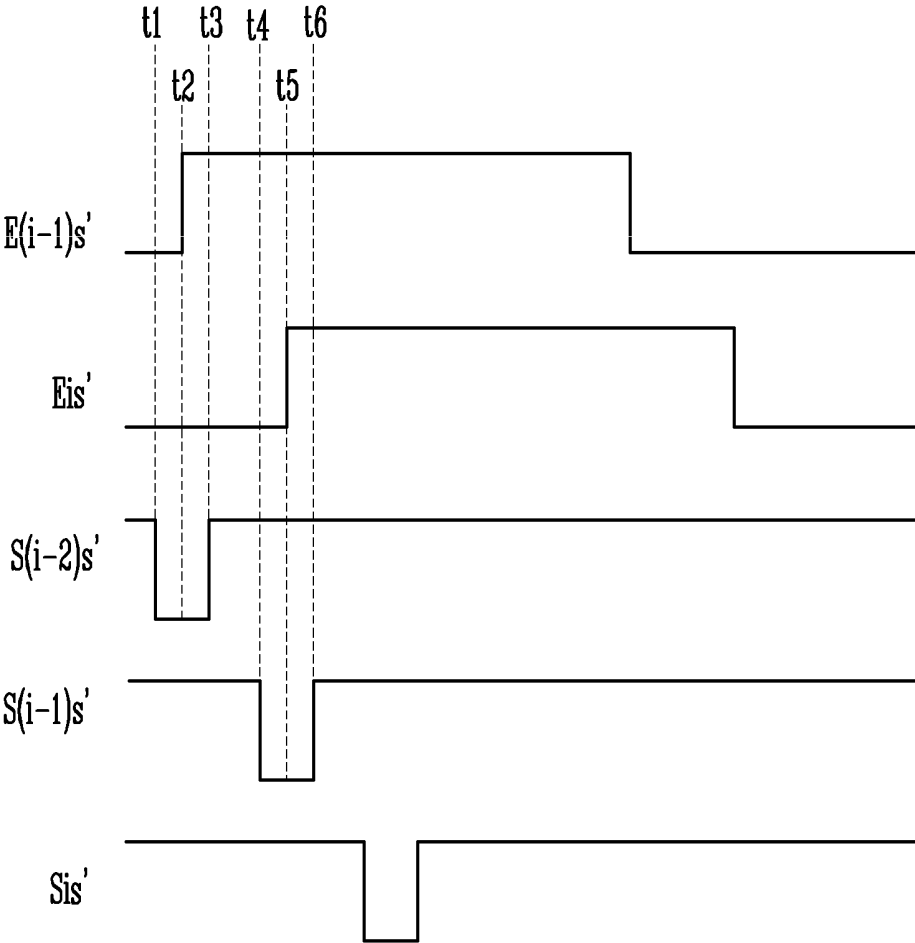 t1 t3 t4 t6
t2 t5
E(i-1)s'
Eis'
S(i-2)s'
S(i-1)s'
Sis'